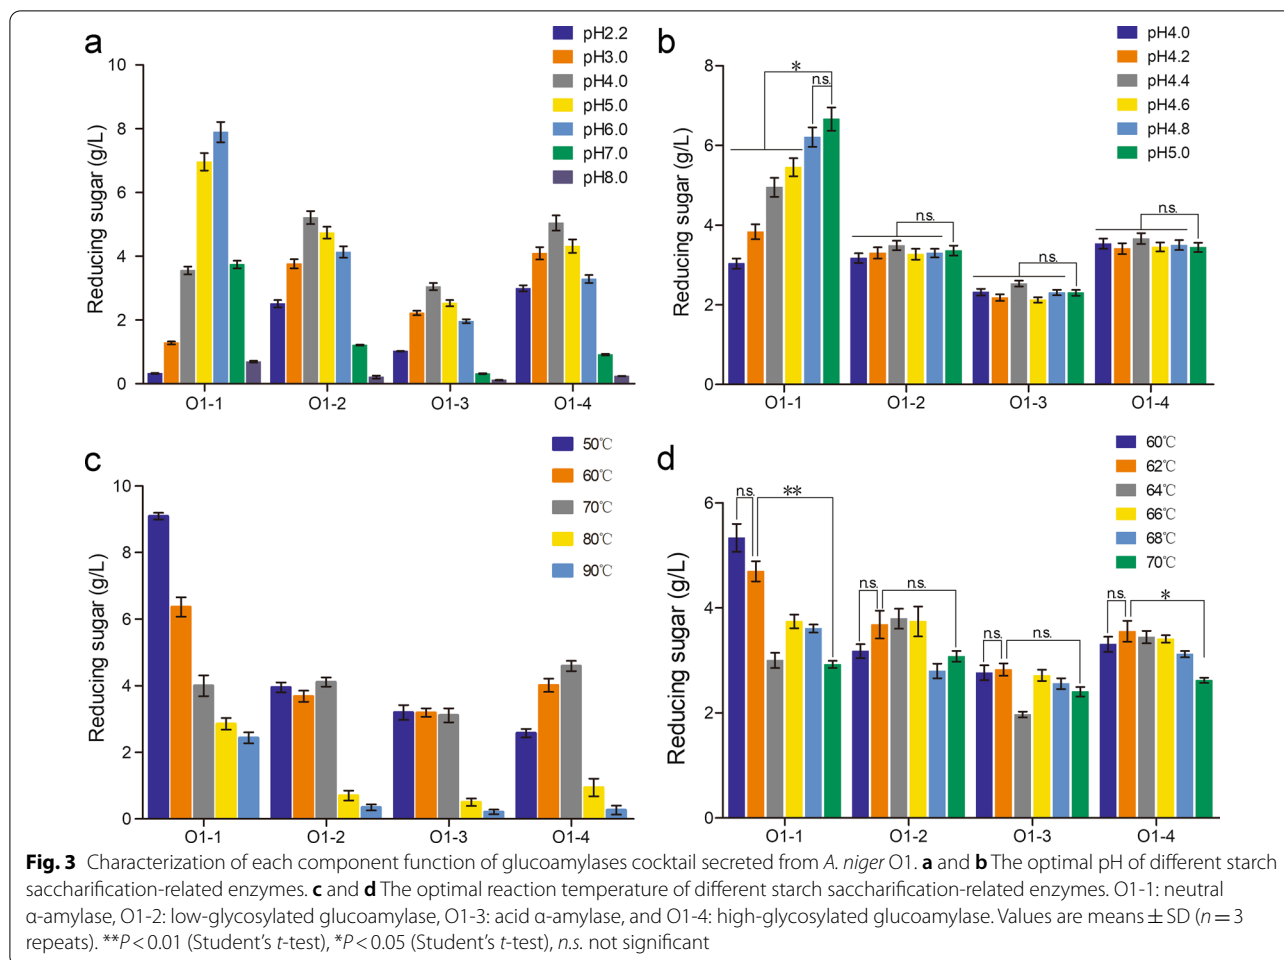 a
pH2.2
pH3.0
pH4.0
pH5.0
pH6.0
pH7.0
pH8.0
Reducing sugar (g/L)
10
8
6
4
2
0
O1-1 O1-2 O1-3 O1-4
b
pH4.0
pH4.2
pH4.4
pH4.6
pH4.8
pH5.0
Reducing sugar (g/L)
8
6
4
2
0
*
n.s.
n.s.
n.s.
n.s.
O1-1 O1-2 O1-3 O1-4
c
50℃
60℃
70℃
80℃
90℃
Reducing sugar (g/L)
10
8
6
4
2
0
O1-1 O1-2 O1-3 O1-4
d
60℃
62℃
64℃
66℃
68℃
70℃
Reducing sugar (g/L)
6
4
2
0
n.s. **
n.s. n.s.
n.s. n.s.
n.s. *
O1-1 O1-2 O1-3 O1-4
Fig. 3 Characterization of each component function of glucoamylases cocktail secreted from A. niger O1. a and b The optimal pH of different starch
saccharification-related enzymes. c and d The optimal reaction temperature of different starch saccharification-related enzymes. O1-1: neutral
α-amylase, O1-2: low-glycosylated glucoamylase, O1-3: acid α-amylase, and O1-4: high-glycosylated glucoamylase. Values are means ± SD (n = 3
repeats). **P < 0.01 (Student's t-test), *P < 0.05 (Student's t-test), n.s. not significant